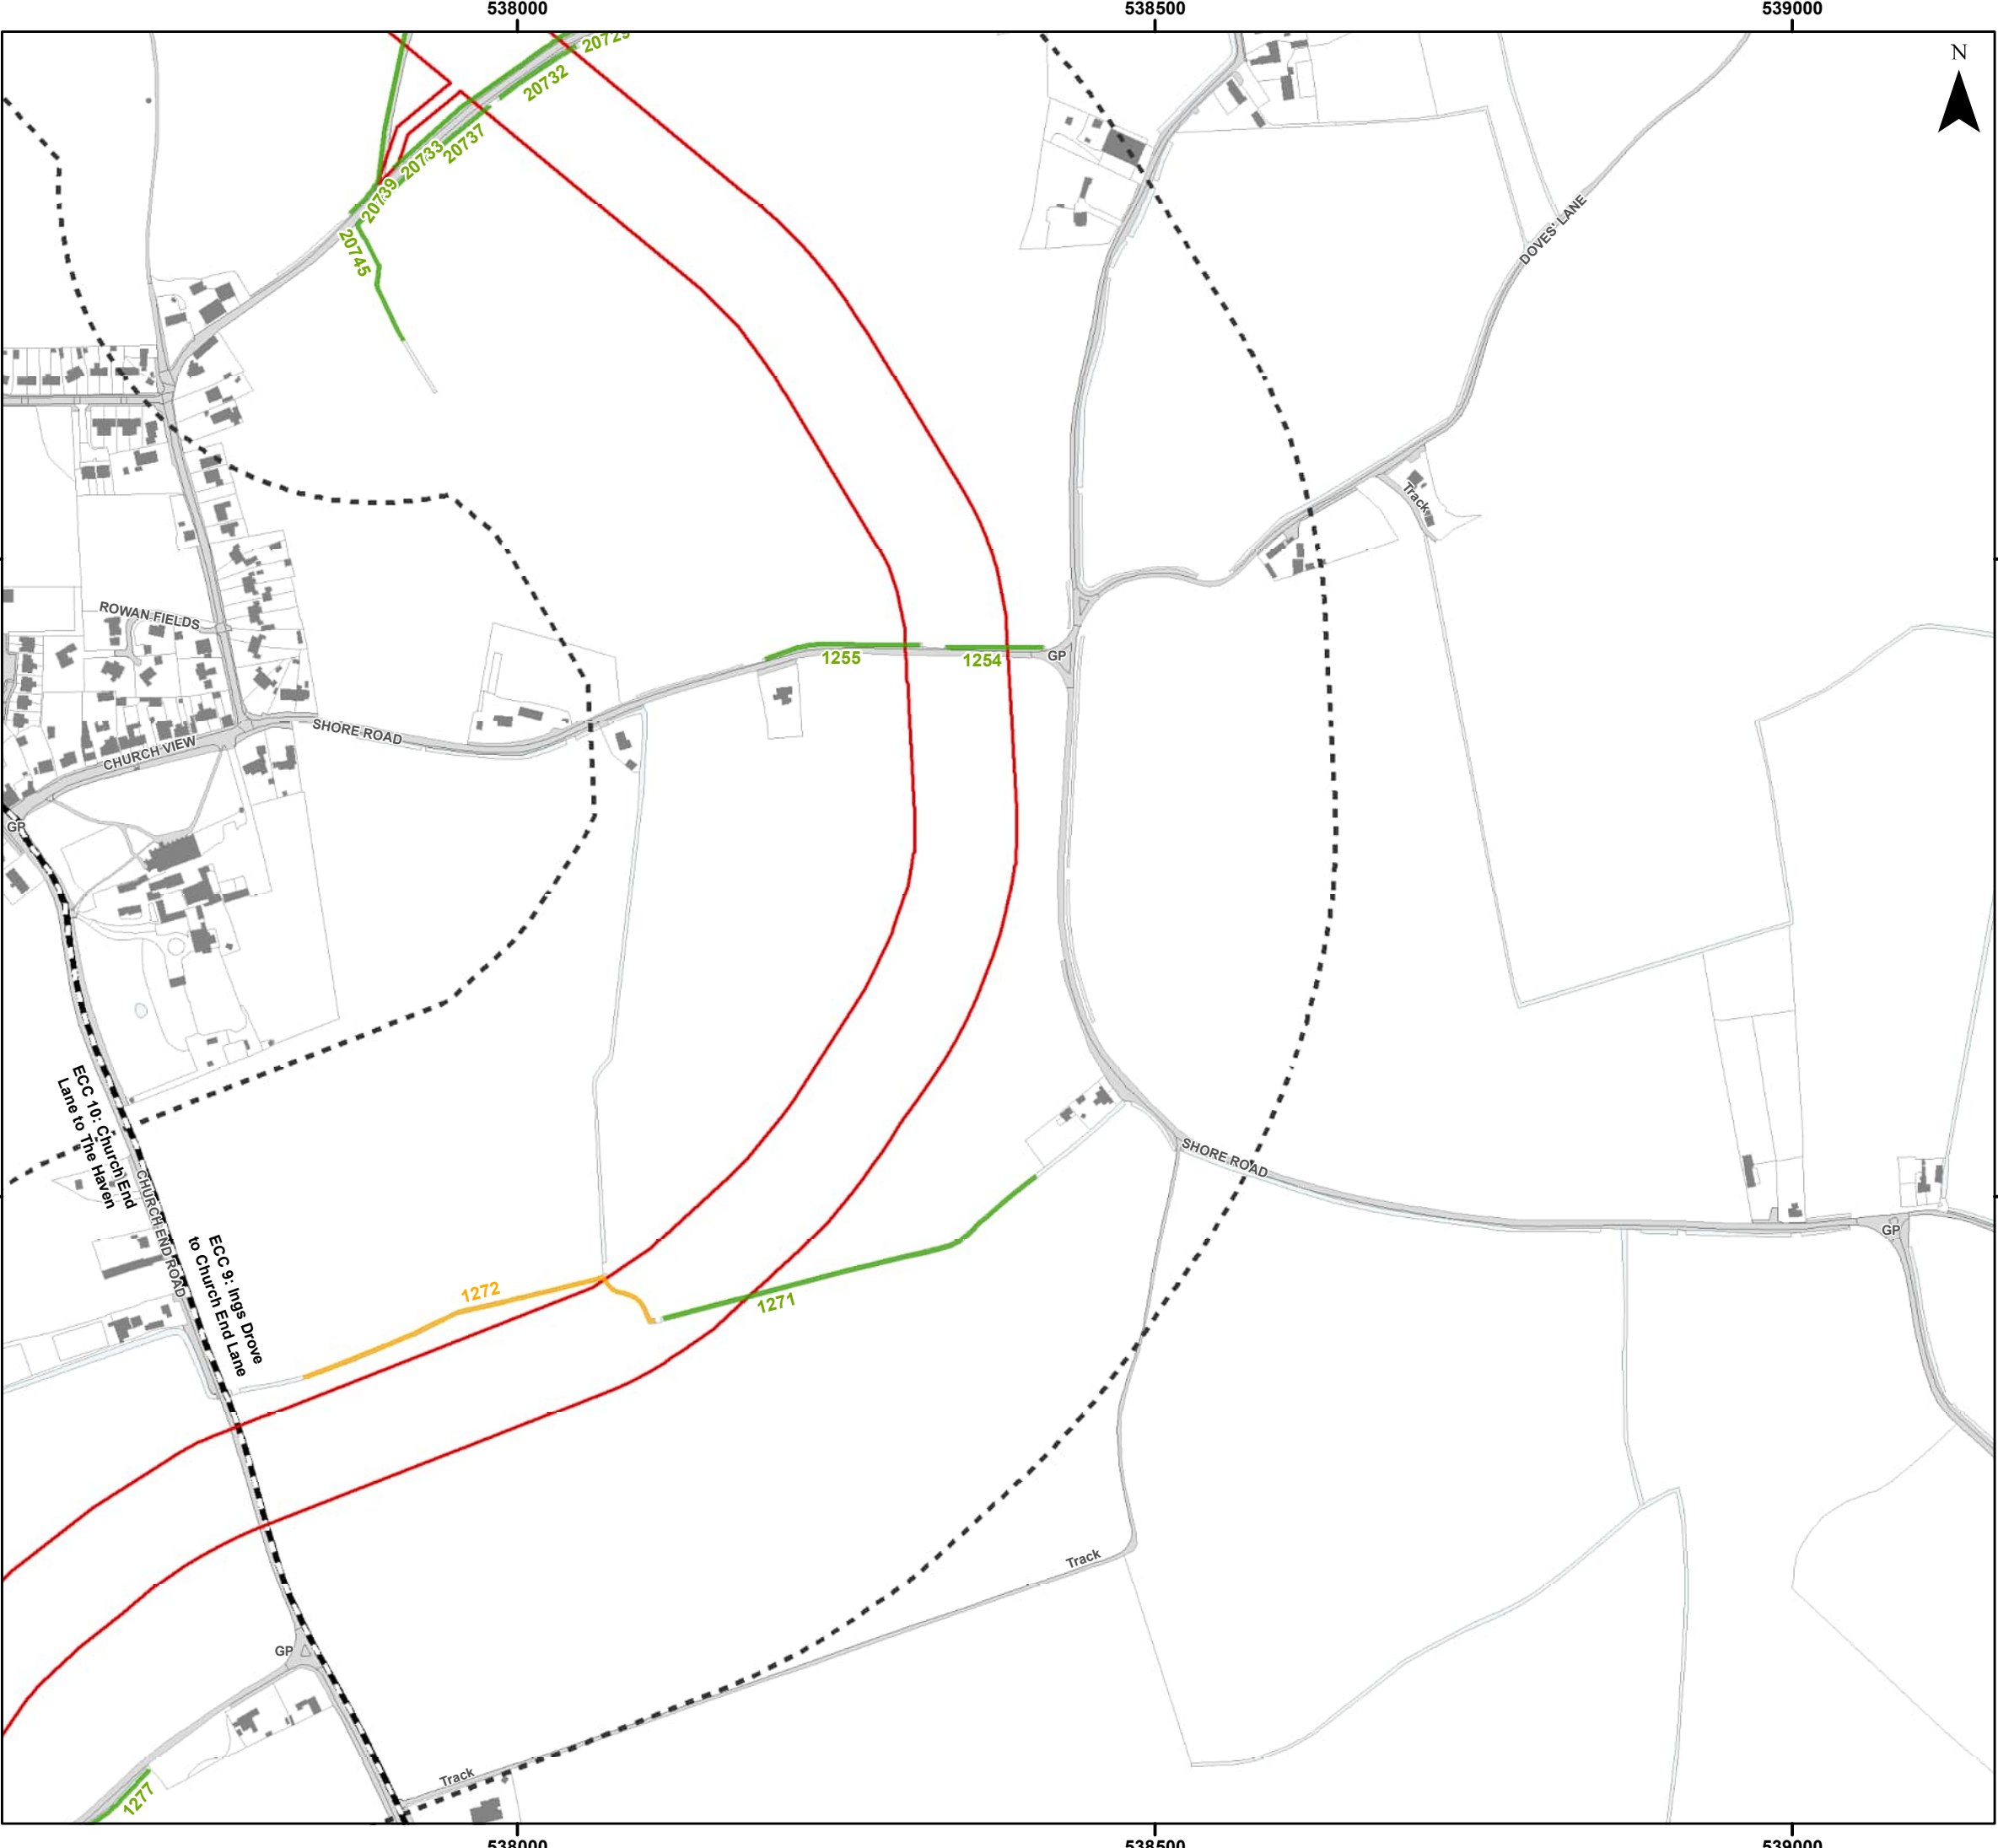 538000
538500
539000
N
20729
20732
20737
20733
20739
20745
DOVES' LANE
Track
ROWAN FIELDS
1255
1254
GP
SHORE ROAD
CHURCH VIEW
GP
ECC 10: Church End
Lane to The Haven
CHURCH END ROAD
SHORE ROAD
GP
ECC 9: Ings Drove
to Church End Lane
1272
1271
Track
GP
Track
1277
538000
538500
539000